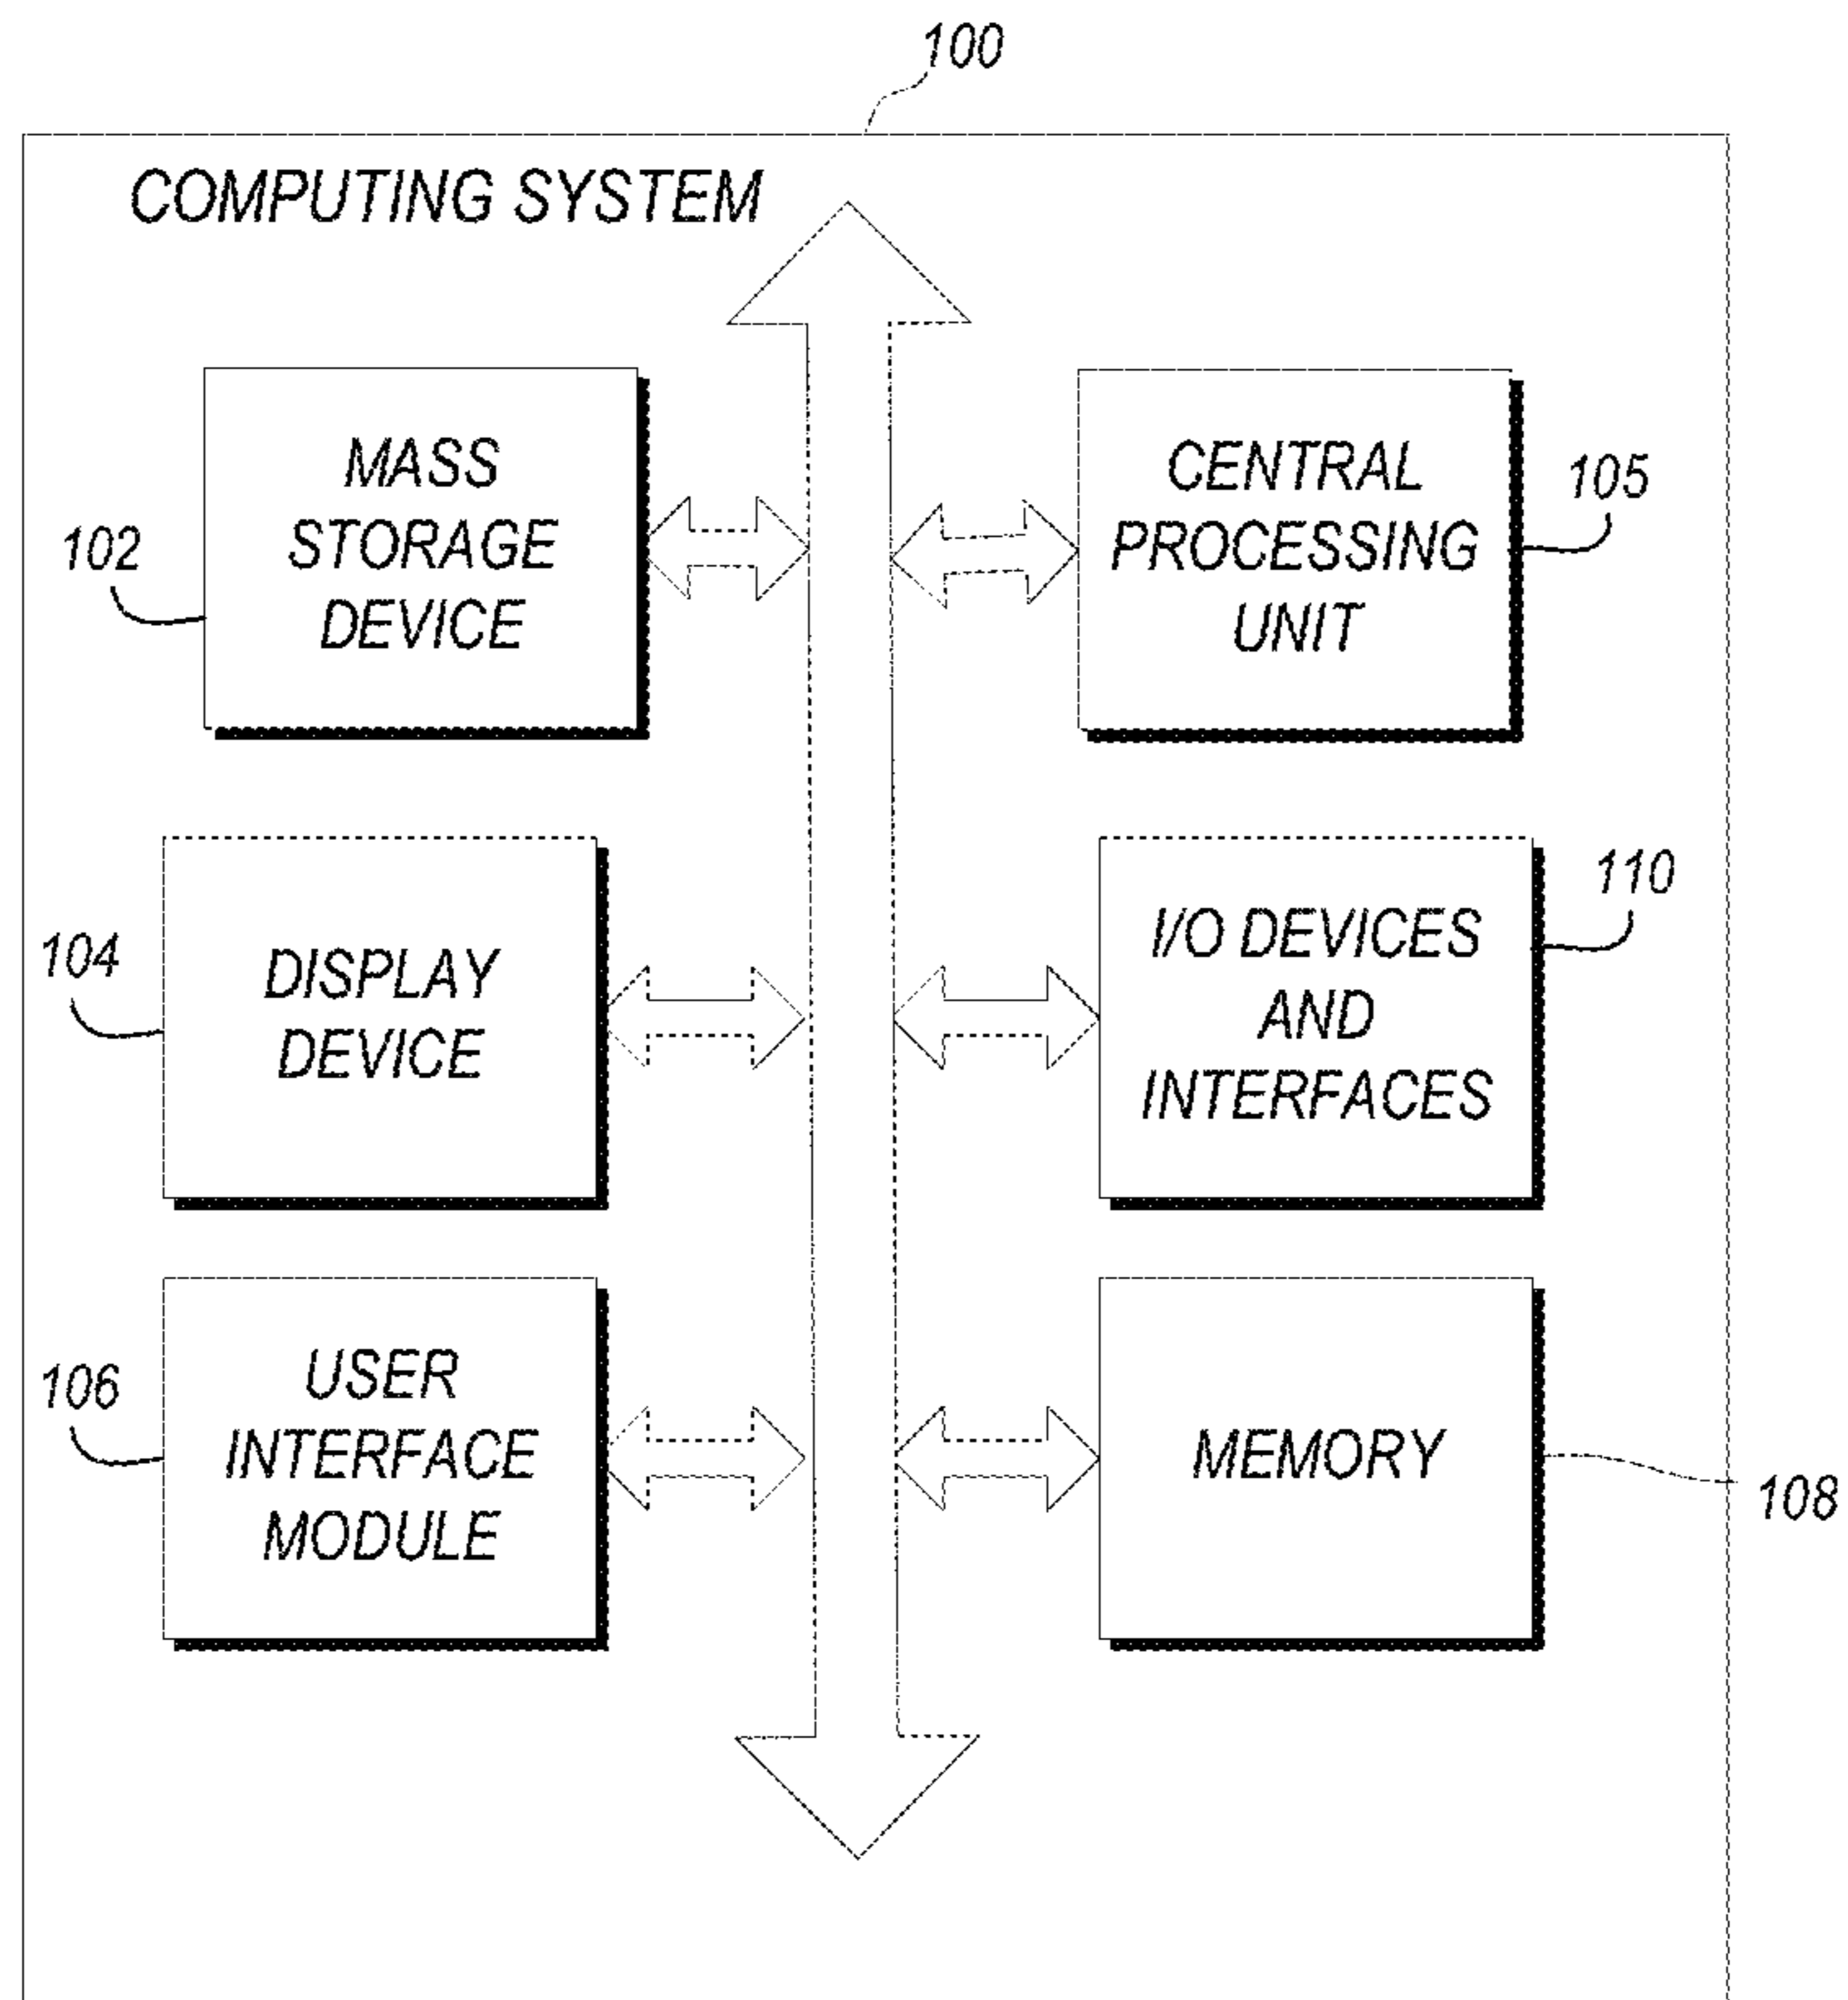 100
COMPUTING SYSTEM
MASS
STORAGE
DEVICE
102
CENTRAL
PROCESSING
UNIT
105
DISPLAY
DEVICE
104
I/O DEVICES
AND
INTERFACES
110
USER
INTERFACE
MODULE
106
MEMORY
108